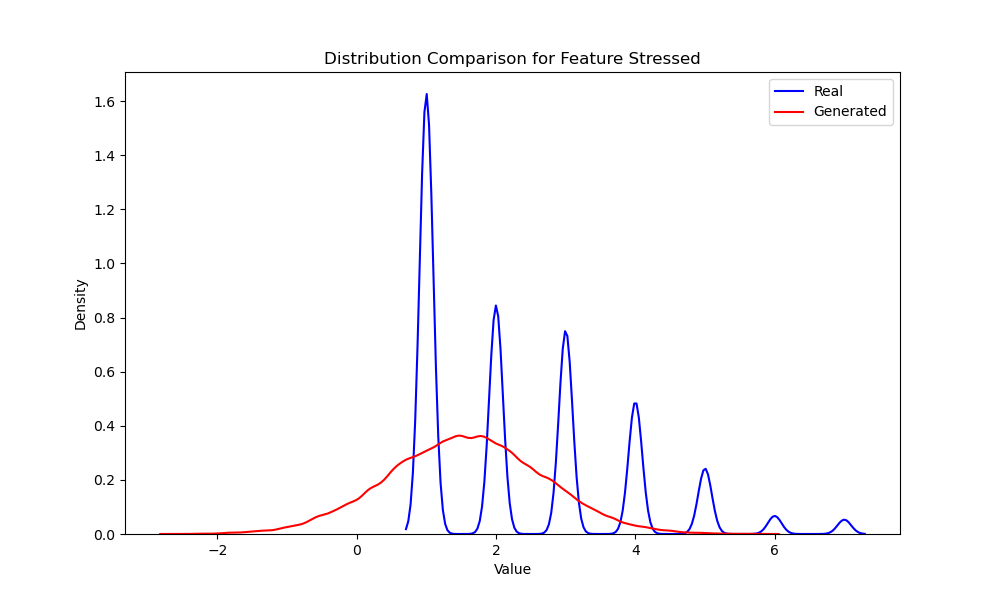 Distribution Comparison for Feature Stressed
Real
Generated
1.6
1.4
1.2
1.0
0.8
0.6
0.4
0.2
0.0
Density
−2
0
2
4
6
Value